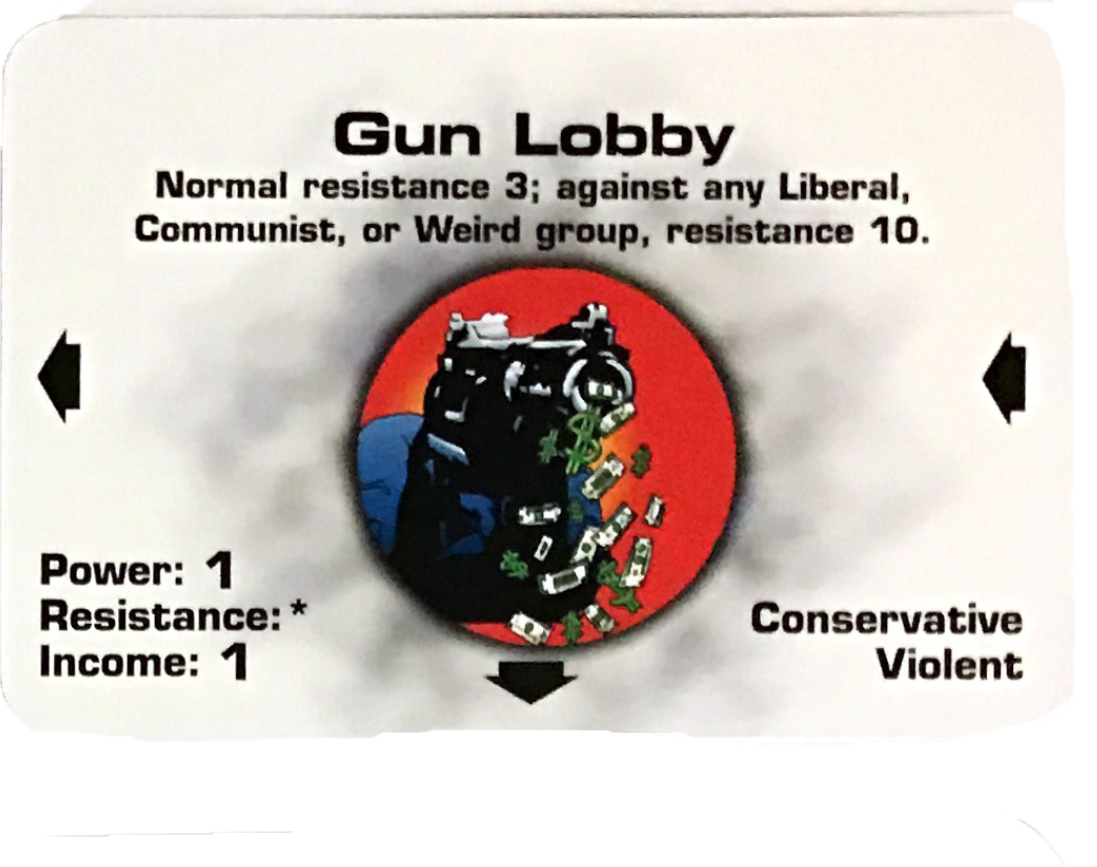 Gun Lobby
Normal resistance 3; against any Liberal,
Communist, or Weird group, resistance 10.
Power: 1
Resistance: *
Income: 1
Conservative
Violent